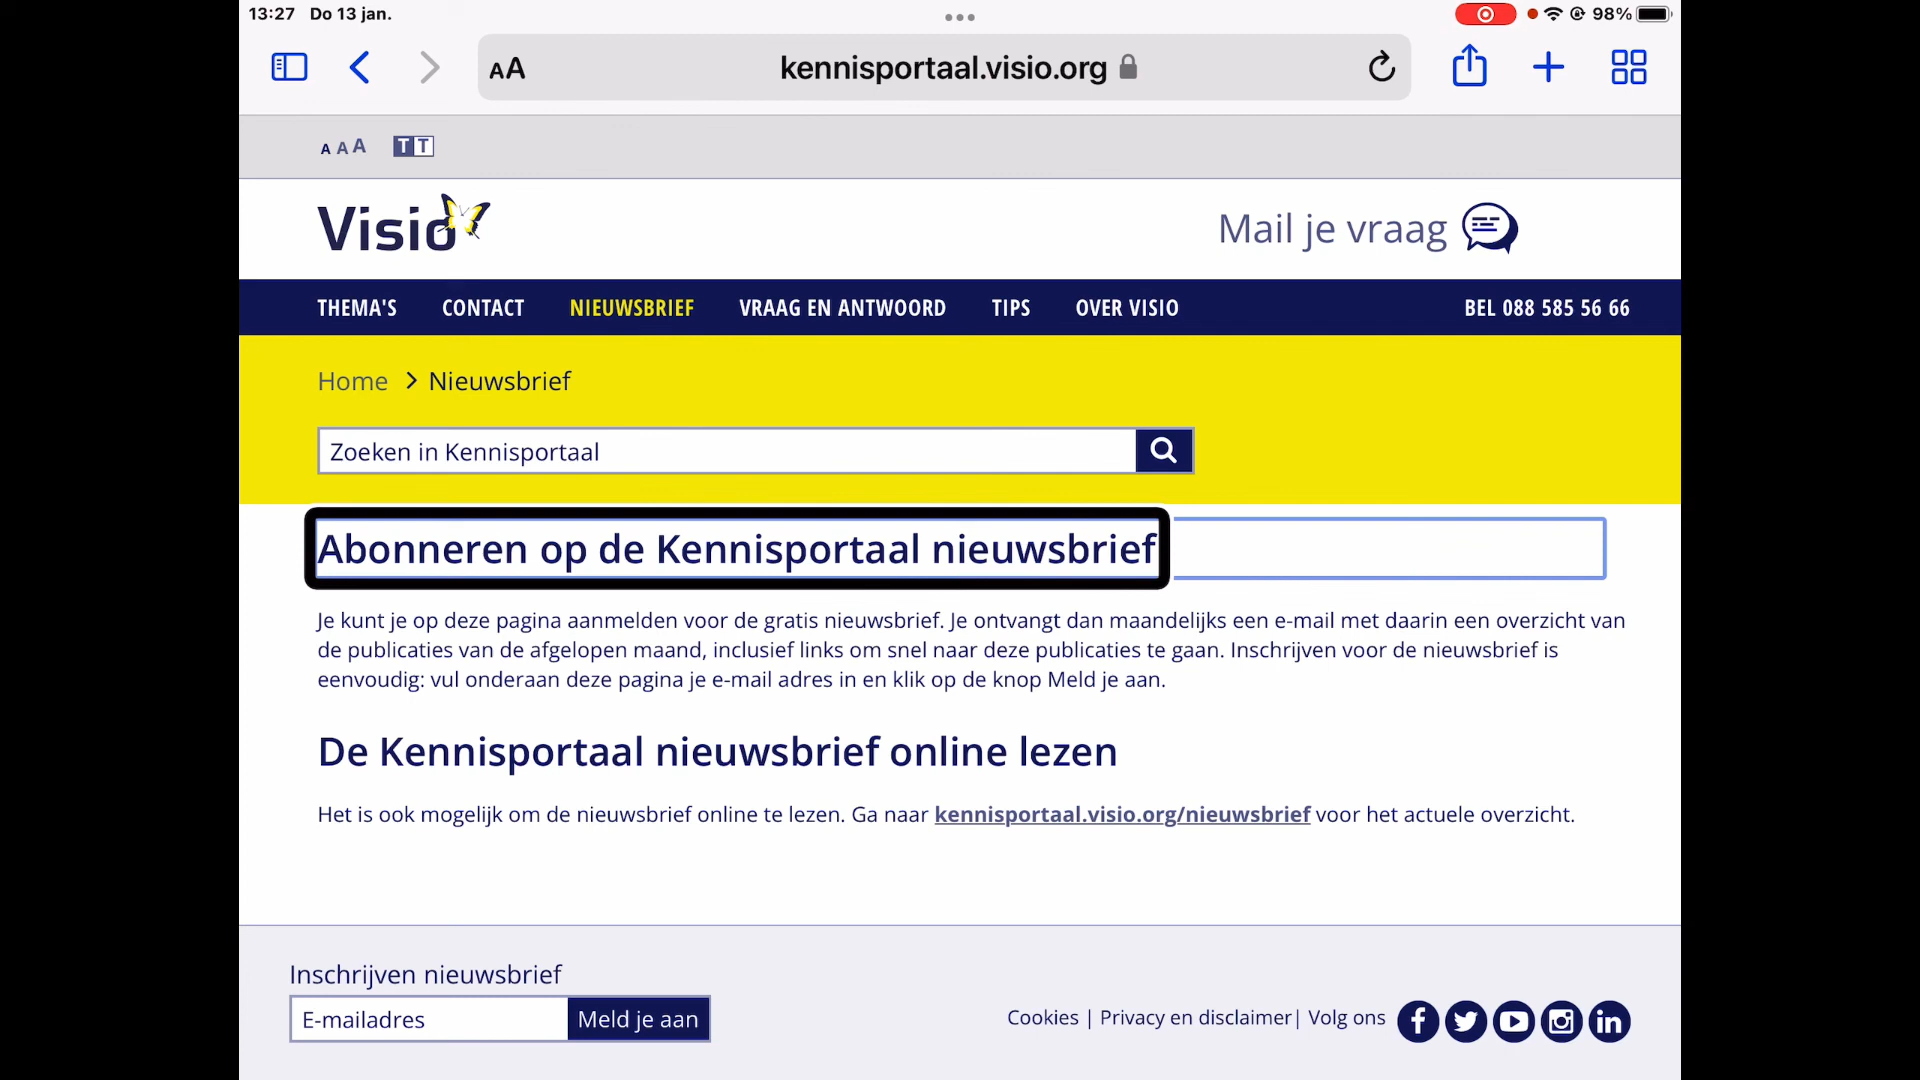 13:27 Do 13 jan.
98%
AA kennisportaal.visio.org
A A A TT
Visio
Mail je vraag
THEMA'S CONTACT NIEUWSBRIEF VRAAG EN ANTWOORD TIPS OVER VISIO BEL 088 585 56 66
Home > Nieuwsbrief
Zoeken in Kennisportaal
Abonneren op de Kennisportaal nieuwsbrief
Je kunt je op deze pagina aanmelden voor de gratis nieuwsbrief. Je ontvangt dan maandelijks een e-mail met daarin een overzicht van
de publicaties van de afgelopen maand, inclusief links om snel naar deze publicaties te gaan. Inschrijven voor de nieuwsbrief is
eenvoudig: vul onderaan deze pagina je e-mail adres in en klik op de knop Meld je aan.
De Kennisportaal nieuwsbrief online lezen
Het is ook mogelijk om de nieuwsbrief online te lezen. Ga naar kennisportaal.visio.org/nieuwsbrief voor het actuele overzicht.
Inschrijven nieuwsbrief
E-mailadres Meld je aan
Cookies | Privacy en disclaimer| Volg ons